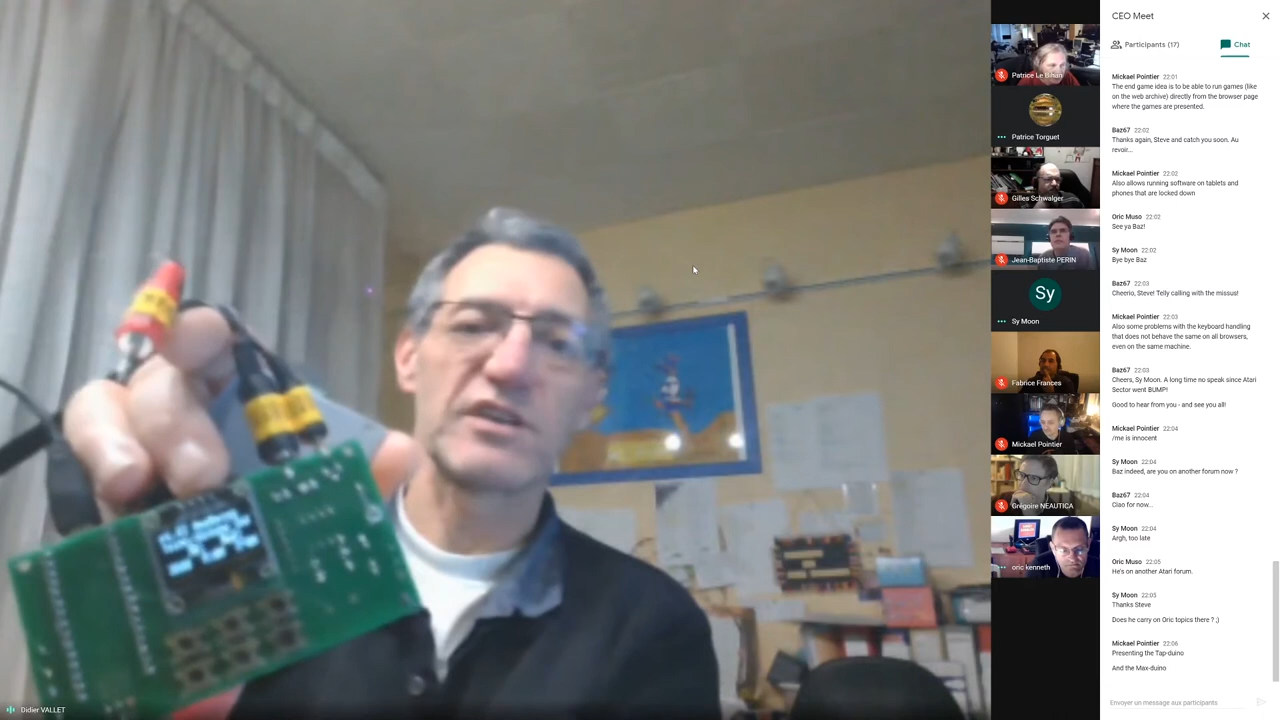 Didier VALLET
Patrice Le Bihan
Patrice Torguet
Gilles Schwalger
Jean-Baptiste PERIN
Sy
Sy Moon
Fabrice Frances
Mickael Pointier
Gregoire NEAUTICA
oric kenneth
CEO Meet
Participants (17)
Chat
Mickael Pointier 22:01
The end game idea is to be able to run games (like
on the web archive) directly from the browser page
where the games are presented.
Baz67 22:02
Thanks again, Steve and catch you soon. Au
revoir...
Mickael Pointier 22:02
Also allows running software on tablets and
phones that are locked down
Oric Muso 22:02
See ya Baz!
Sy Moon 22:02
Bye bye Baz
Baz67 22:03
Cheerio, Steve! Telly calling with the missus!
Mickael Pointier 22:03
Also some problems with the keyboard handling
that does not behave the same on all browsers,
even on the same machine.
Baz67 22:03
Cheers, Sy Moon. A long time no speak since Atari
Sector went BUMP!
Good to hear from you - and see you all!
Mickael Pointier 22:04
/me is innocent
Sy Moon 22:04
Baz indeed, are you on another forum now ?
Baz67 22:04
Ciao for now...
Sy Moon 22:04
Argh, too late
Oric Muso 22:05
He's on another Atari forum.
Sy Moon 22:05
Thanks Steve
Does he carry on Oric topics there ? ;)
Mickael Pointier 22:06
Presenting the Tap-duino
And the Max-duino
Envoyer un message aux participants